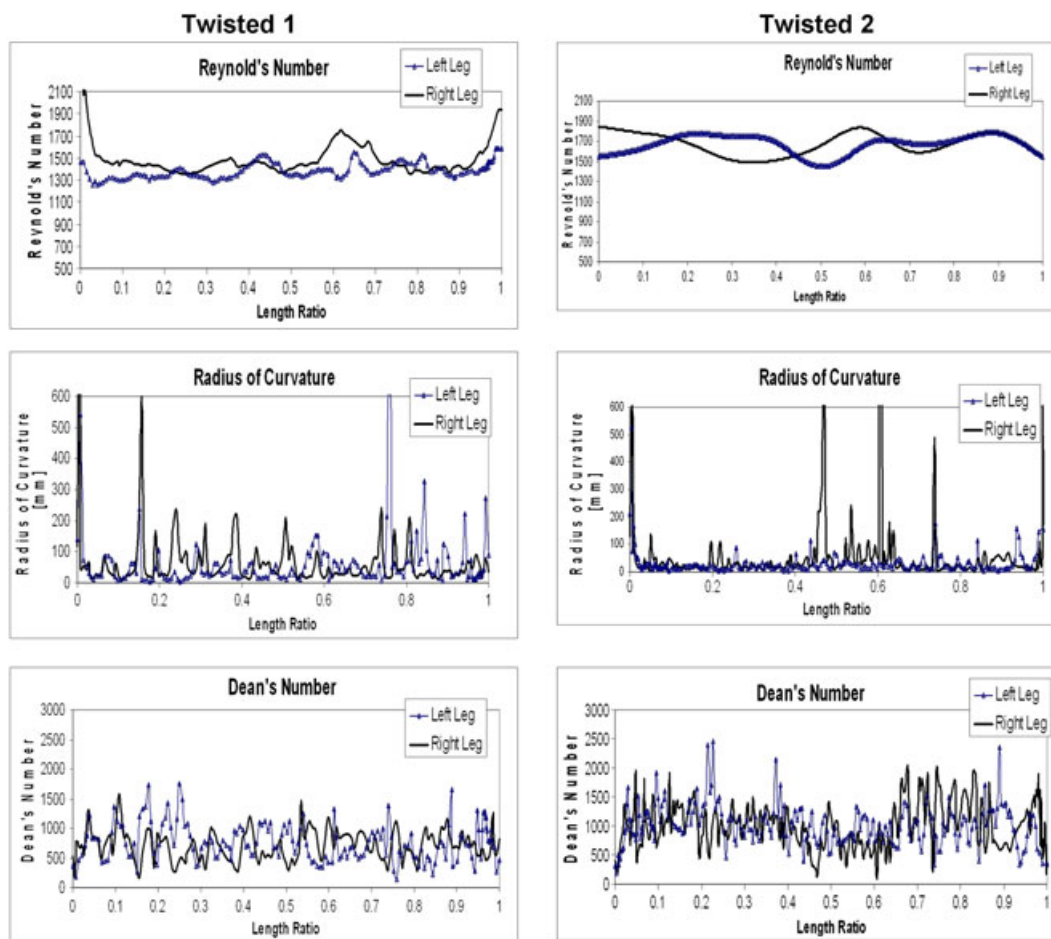 Twisted 1
Reynold's Number
Left Leg
Right Leg
2100
1900
1700
1500
1300
1100
900
700
500
Reynold's Number
0 0.1 0.2 0.3 0.4 0.5 0.6 0.7 0.8 0.9 1
Length Ratio
Radius of Curvature
Left Leg
Right Leg
600
500
400
300
200
100
0
Radius of Curvature
[mm]
0 0.2 0.4 0.6 0.8 1
Length Ratio
Dean's Number
Left Leg
Right Leg
3000
2500
2000
1500
1000
500
0
Dean's Number
0 0.1 0.2 0.3 0.4 0.5 0.6 0.7 0.8 0.9 1
Length Ratio
Twisted 2
Reynold's Number
Left Leg
Right Leg
2100
1900
1700
1500
1300
1100
900
700
500
Reynold's Number
0 0.1 0.2 0.3 0.4 0.5 0.6 0.7 0.8 0.9 1
Length Ratio
Radius of Curvature
Left Leg
Right Leg
600
500
400
300
200
100
0
Radius of Curvature
[mm]
0 0.2 0.4 0.6 0.8 1
Length Ratio
Dean's Number
Left Leg
Right Leg
3000
2500
2000
1500
1000
500
0
Dean's Number
0 0.1 0.2 0.3 0.4 0.5 0.6 0.7 0.8 0.9 1
Length Ratio